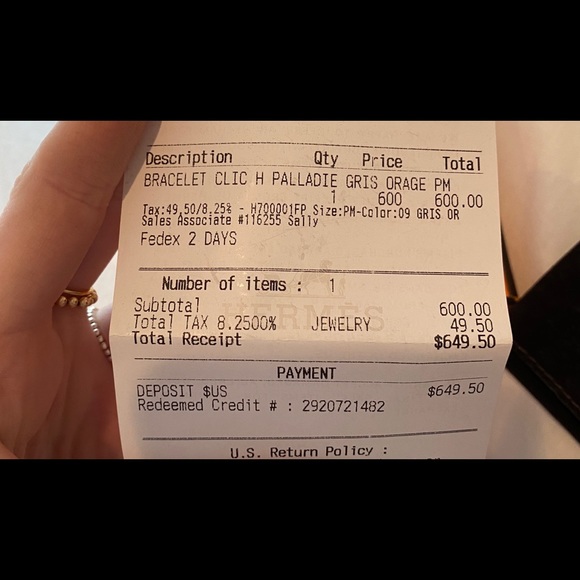 Description Qty Price Total
BRACELET CLIC H PALLADIE GRIS ORAGE PM
1 600 600.00
Tax:49.50/8.25% - H700001FP Size:PM-Color:09 GRIS OR
Sales Associate #116255 Sally
Fedex 2 DAYS
Number of items : 1
HERMES
Subtotal 600.00
Total TAX 8.2500% JEWELRY 49.50
Total Receipt $649.50
PAYMENT
DEPOSIT $US $649.50
Redeemed Credit # : 2920721482
U.S. Return Policy :